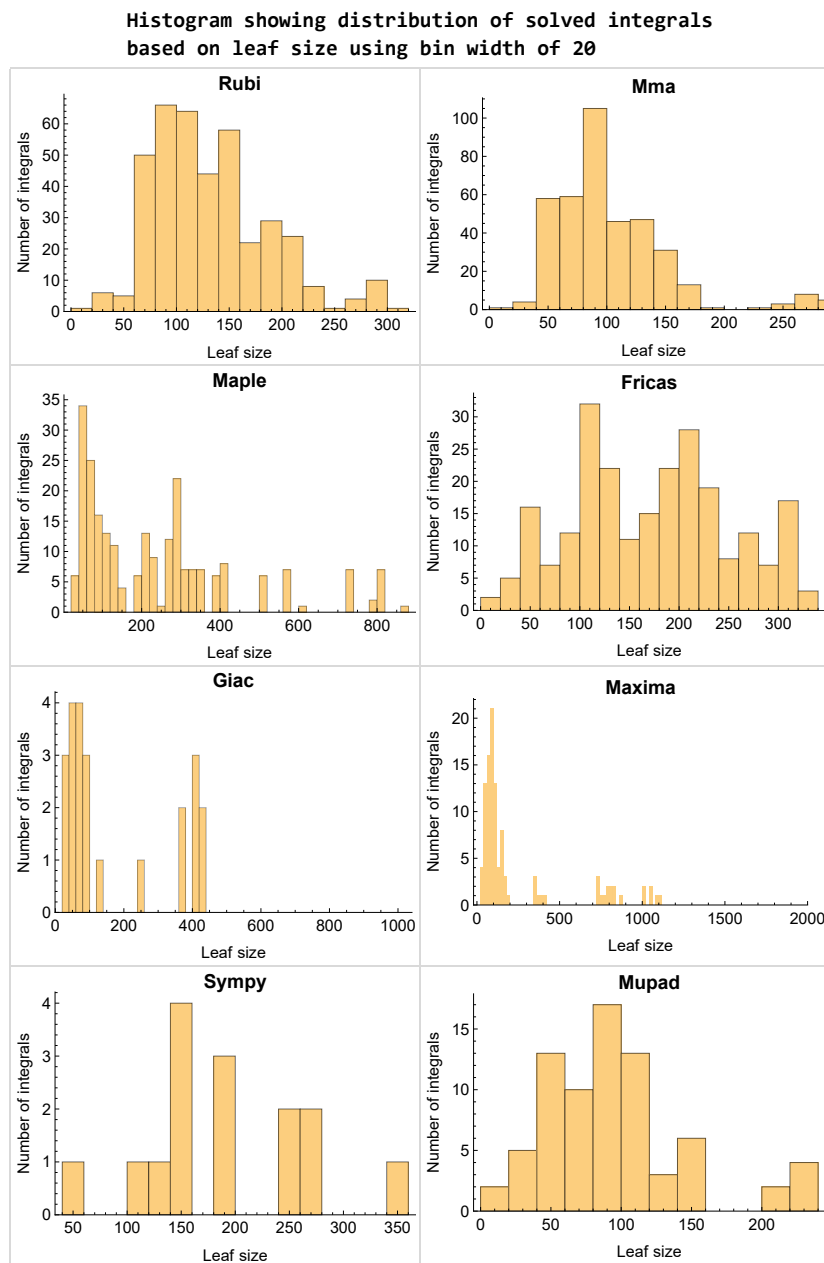 Histogram showing distribution of solved integrals
based on leaf size using bin width of 20
Rubi
Number of integrals
0
10
20
30
40
50
60
0 50 100 150 200 250 300
Leaf size
Mma
Number of integrals
0
20
40
60
80
100
0 50 100 150 200 250
Leaf size
Maple
Number of integrals
0
5
10
15
20
25
30
35
200 400 600 800
Leaf size
Fricas
Number of integrals
0
5
10
15
20
25
30
0 50 100 150 200 250 300
Leaf size
Giac
Number of integrals
0
1
2
3
4
0 200 400 600 800 1000
Leaf size
Maxima
Number of integrals
0
5
10
15
20
0 500 1000 1500 2000
Leaf size
Sympy
Number of integrals
0
1
2
3
4
50 100 150 200 250 300 350
Leaf size
Mupad
Number of integrals
0
5
10
15
0 50 100 150 200
Leaf size